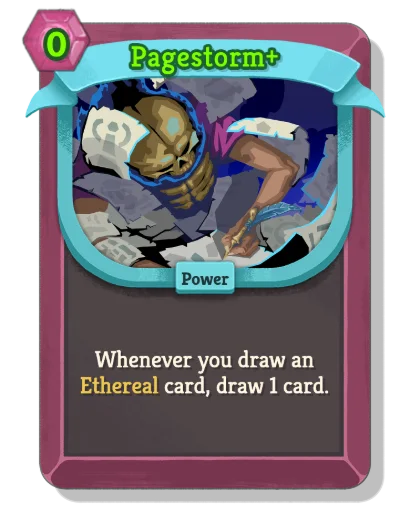 0
Pagestorm+
Power
Whenever you draw an
Ethereal card, draw 1 card.